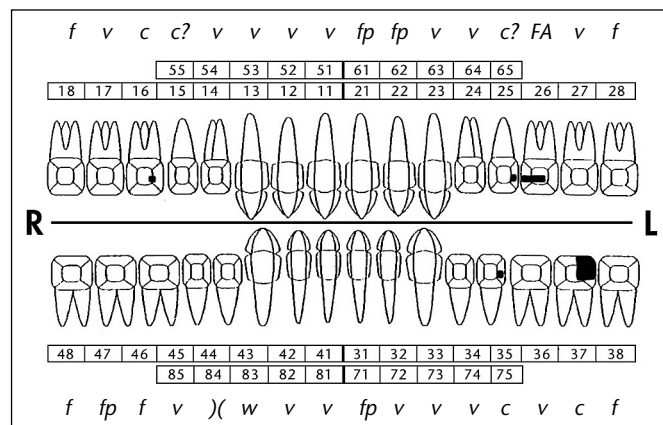 f v c c? v v v v fp fp v v c? FA v f
55 54 53 52 51 61 62 63 64 65
18 17 16 15 14 13 12 11 21 22 23 24 25 26 27 28
R L
48 47 46 45 44 43 42 41 31 32 33 34 35 36 37 38
85 84 83 82 81 71 72 73 74 75
f fp f v )( w v v fp v v v c v c f